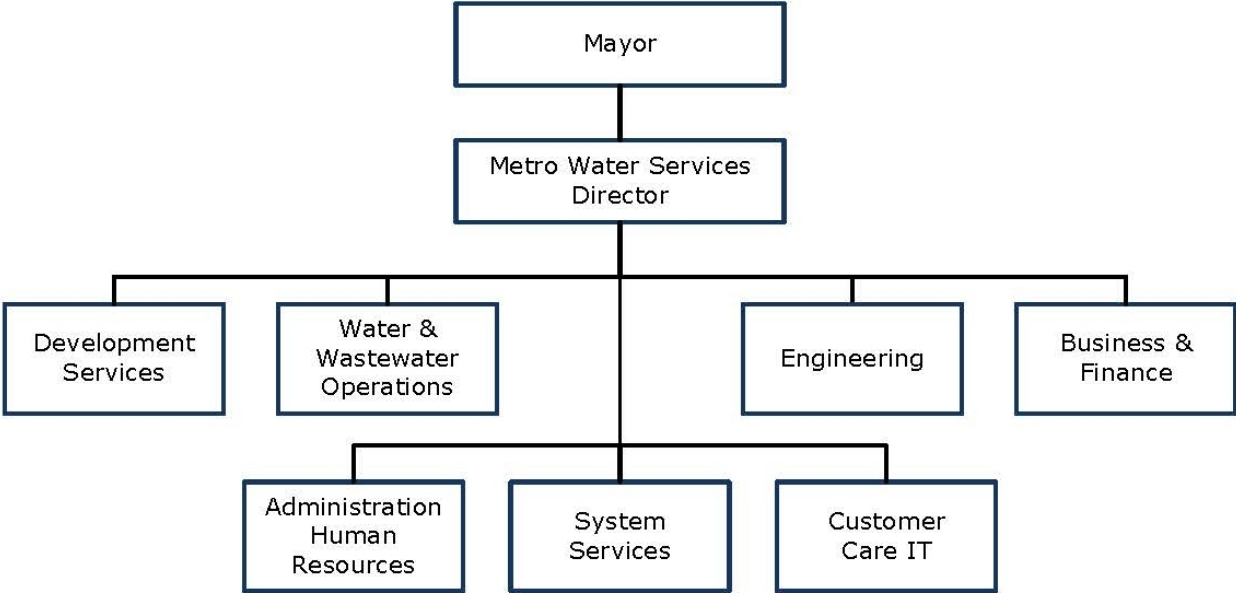 Mayor
Metro Water Services
Director
Development
Services
Water &
Wastewater
Operations
Engineering
Business &
Finance
Administration
Human
Resources
System
Services
Customer
Care IT